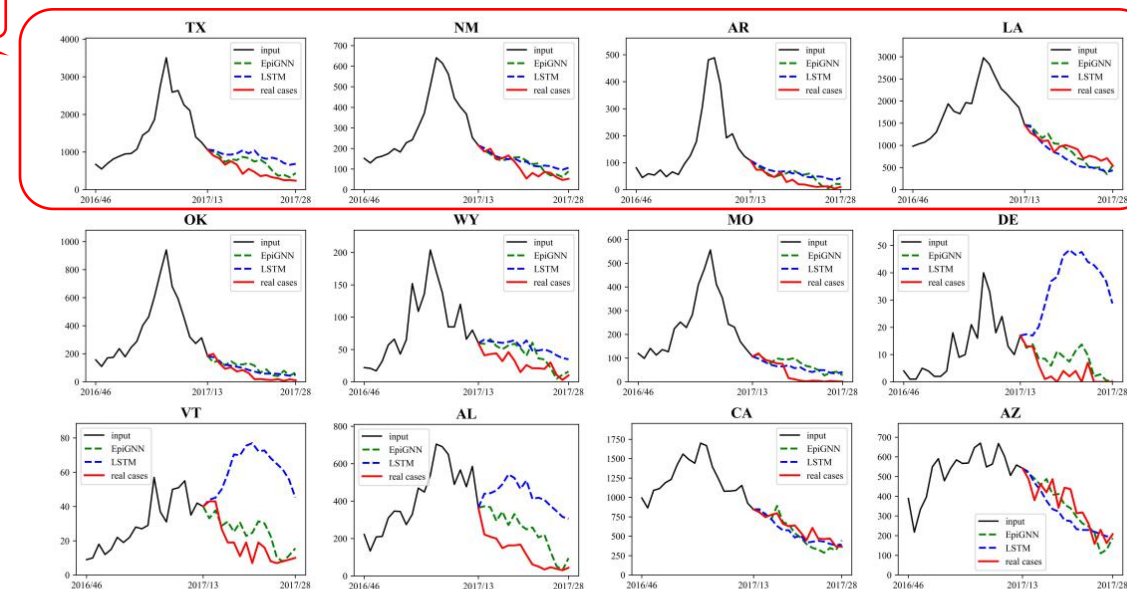 TX
4000
3000
2000
1000
0
2016/46 2017/13 2017/28
input
EpiGNN
LSTM
real cases
NM
700
600
500
400
300
200
100
0
2016/46 2017/13 2017/28
input
EpiGNN
LSTM
real cases
AR
500
400
300
200
100
0
2016/46 2017/13 2017/28
input
EpiGNN
LSTM
real cases
LA
3000
2500
2000
1500
1000
500
0
2016/46 2017/13 2017/28
input
EpiGNN
LSTM
real cases
OK
1000
800
600
400
200
0
2016/46 2017/13 2017/28
input
EpiGNN
LSTM
real cases
WY
200
150
100
50
0
2016/46 2017/13 2017/28
input
EpiGNN
LSTM
real cases
MO
600
500
400
300
200
100
0
2016/46 2017/13 2017/28
input
EpiGNN
LSTM
real cases
DE
50
40
30
20
10
0
2016/46 2017/13 2017/28
input
EpiGNN
LSTM
real cases
VT
80
60
40
20
0
2016/46 2017/13 2017/28
input
EpiGNN
LSTM
real cases
AL
800
600
400
200
0
2016/46 2017/13 2017/28
input
EpiGNN
LSTM
real cases
CA
1750
1500
1250
1000
750
500
250
0
2016/46 2017/13 2017/28
input
EpiGNN
LSTM
real cases
AZ
700
600
500
400
300
200
100
0
2016/46 2017/13 2017/28
input
EpiGNN
LSTM
real cases